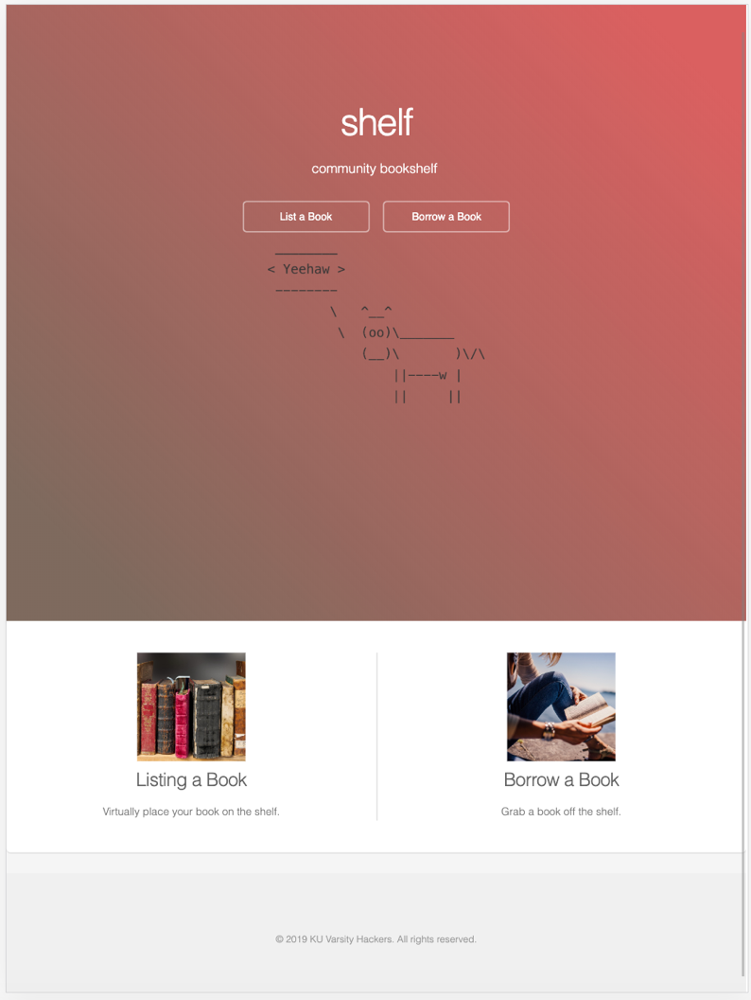 shelf
community bookshelf
List a Book Borrow a Book
 ________
< Yeehaw >
 --------
        \   ^__^
         \  (oo)\_______
            (__)\       )\/\
                ||----w |
                ||     ||
Listing a Book
Virtually place your book on the shelf.
Borrow a Book
Grab a book off the shelf.
© 2019 KU Varsity Hackers. All rights reserved.